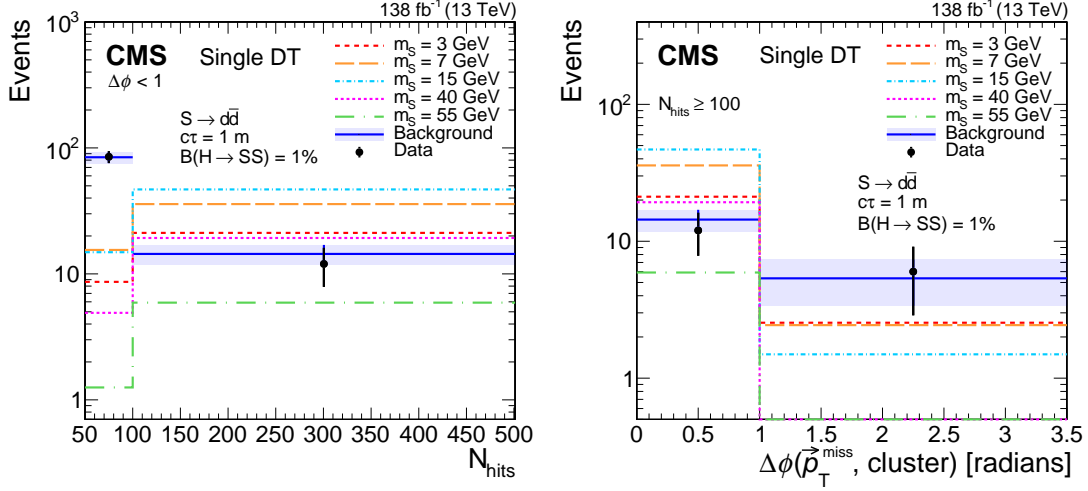 138 fb⁻¹ (13 TeV)
CMS Single DT
Δϕ < 1
S → dd̄
cτ = 1 m
B(H → SS) = 1%
m_S = 3 GeV
m_S = 7 GeV
m_S = 15 GeV
m_S = 40 GeV
m_S = 55 GeV
Background
Data
Events
10³
10²
10
1
50 100 150 200 250 300 350 400 450 500
N_hits
138 fb⁻¹ (13 TeV)
CMS Single DT
N_hits ≥ 100
m_S = 3 GeV
m_S = 7 GeV
m_S = 15 GeV
m_S = 40 GeV
m_S = 55 GeV
Background
Data
S → dd̄
cτ = 1 m
B(H → SS) = 1%
Events
10²
10
1
0 0.5 1 1.5 2 2.5 3 3.5
Δϕ(p⃗_T^miss, cluster) [radians]